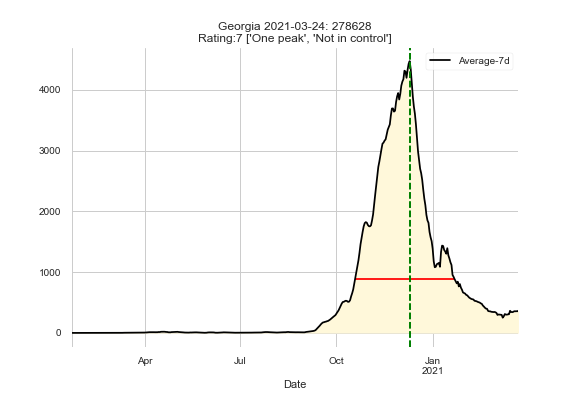 Georgia 2021-03-24: 278628
Rating:7 ['One peak', 'Not in control']
Average-7d
4000
3000
2000
1000
0
Apr
Jul
Oct
Jan
2021
Date